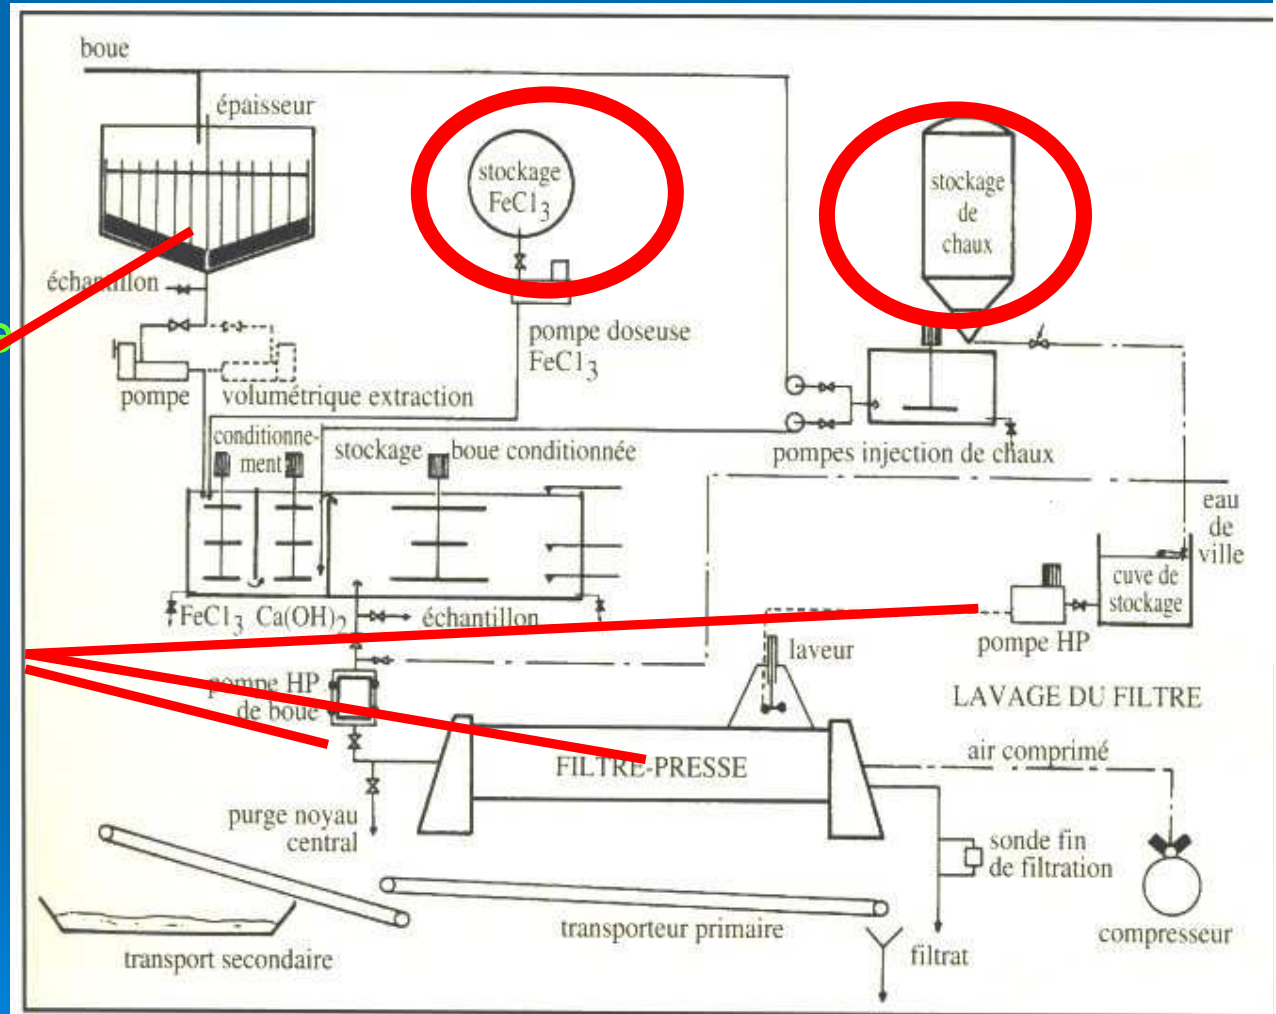 boue
épaisseur
stockage
FeCl3
stockage
de
chaux
échantillon
pompe doseuse
FeCl3
pompe
volumétrique extraction
conditionne-
ment
stockage
boue conditionnée
pompes injection de chaux
eau
de
ville
cuve de
stockage
FeCl3
Ca(OH)2
échantillon
pompe HP
laveur
pompe HP
de boue
LAVAGE DU FILTRE
FILTRE-PRESSE
air comprimé
purge noyau
central
sonde fin
de filtration
transporteur primaire
compresseur
filtrat
transport secondaire